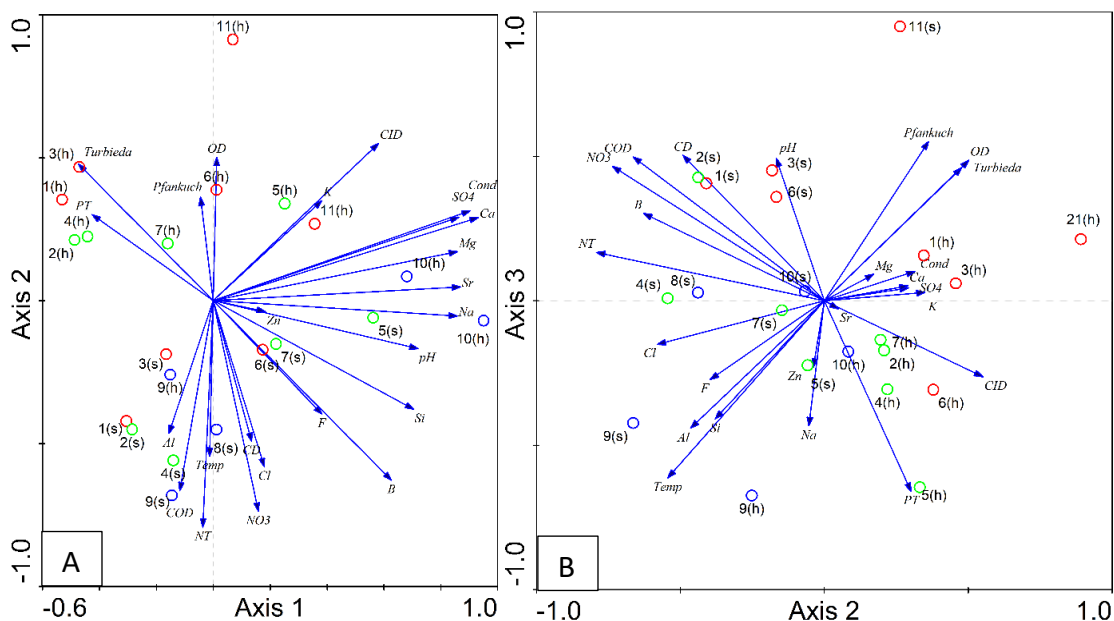 1.0
11(h)
CID
3(h)
Turbieda
OD
6(h)
1(h)
Pfankuch
5(h)
K
Cond
SO4
PT
11(h)
Ca
4(h)
7(h)
2(h)
Mg
10(h)
Axis 2
Sr
Zn
Na
5(s)
10(h)
pH
3(s)
6(s)
7(s)
9(h)
Si
F
1(s)
2(s)
Al
8(s)
CD
Temp
Cl
4(s)
B
9(s)
COD
NO3
NT
A
-1.0
-0.6
Axis 1
1.0
1.0
11(s)
Pfankuch
COD
CD
pH
OD
NO3
2(s)
3(s)
Turbieda
1(s)
6(s)
B
21(h)
NT
1(h)
Mg
Cond
10(s)
Ca
3(h)
4(s)
8(s)
SO4
K
Axis 3
7(s)
Sr
Cl
7(h)
10(h)
2(h)
Zn
F
5(s)
CID
4(h)
6(h)
Si
Al
Na
9(s)
Temp
PT
5(h)
9(h)
B
-1.0
-1.0
Axis 2
1.0